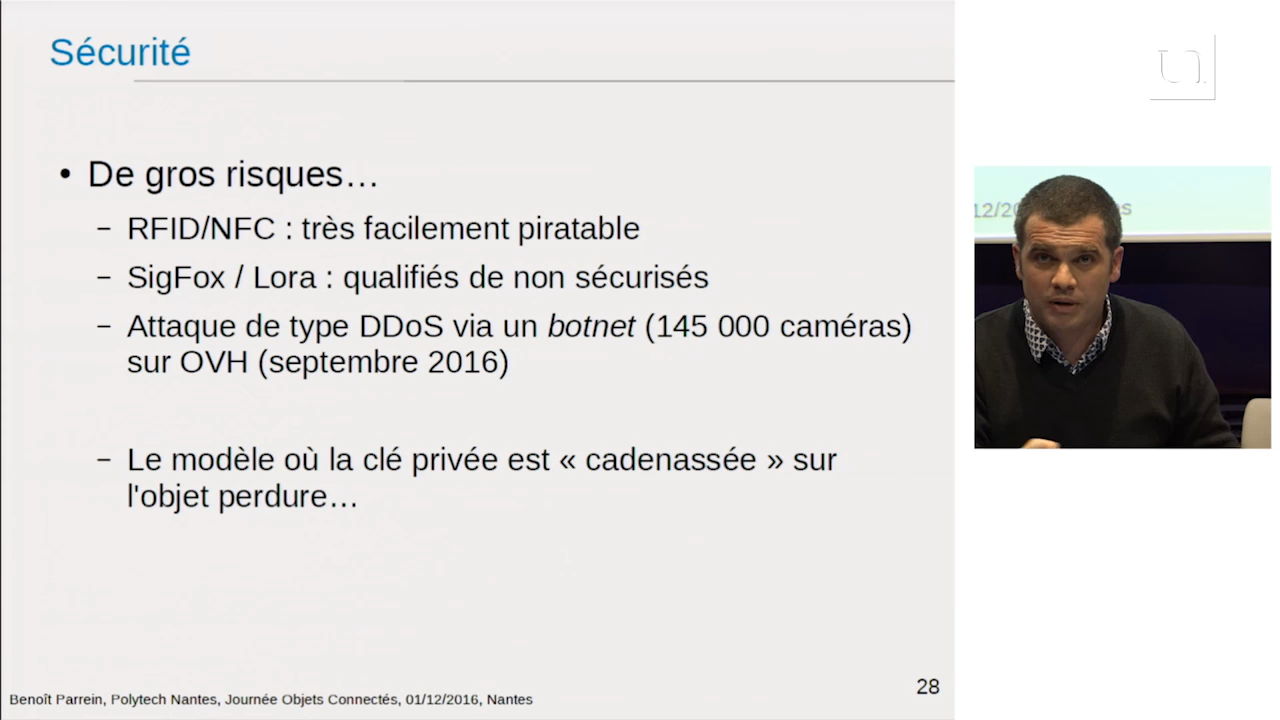 Sécurité
• De gros risques…
– RFID/NFC : très facilement piratable
– SigFox / Lora : qualifiés de non sécurisés
– Attaque de type DDoS via un botnet (145 000 caméras)
sur OVH (septembre 2016)
– Le modèle où la clé privée est « cadenassée » sur
l'objet perdure…
Benoît Parrein, Polytech Nantes, Journée Objets Connectés, 01/12/2016, Nantes
28